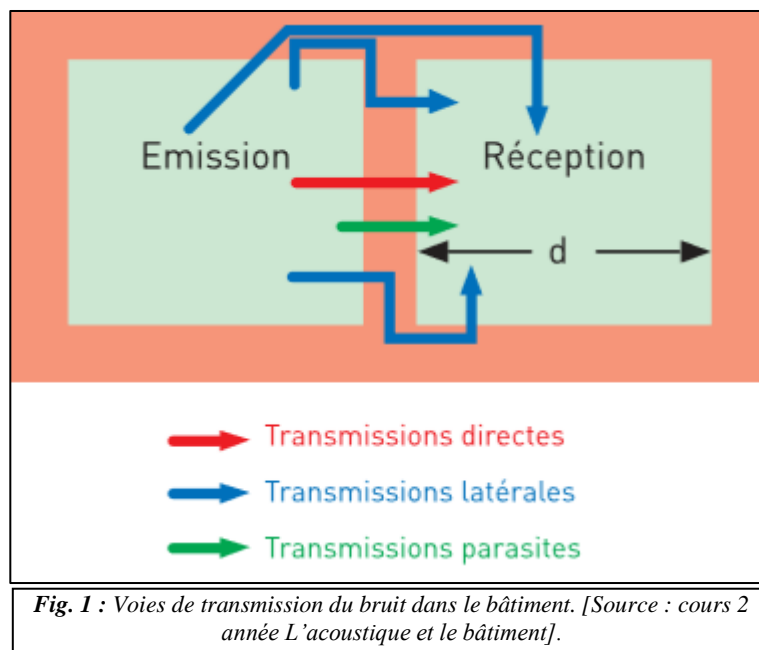 Emission
Réception
d
Transmissions directes
Transmissions latérales
Transmissions parasites
Fig. 1 : Voies de transmission du bruit dans le bâtiment. [Source : cours 2
année L’acoustique et le bâtiment].